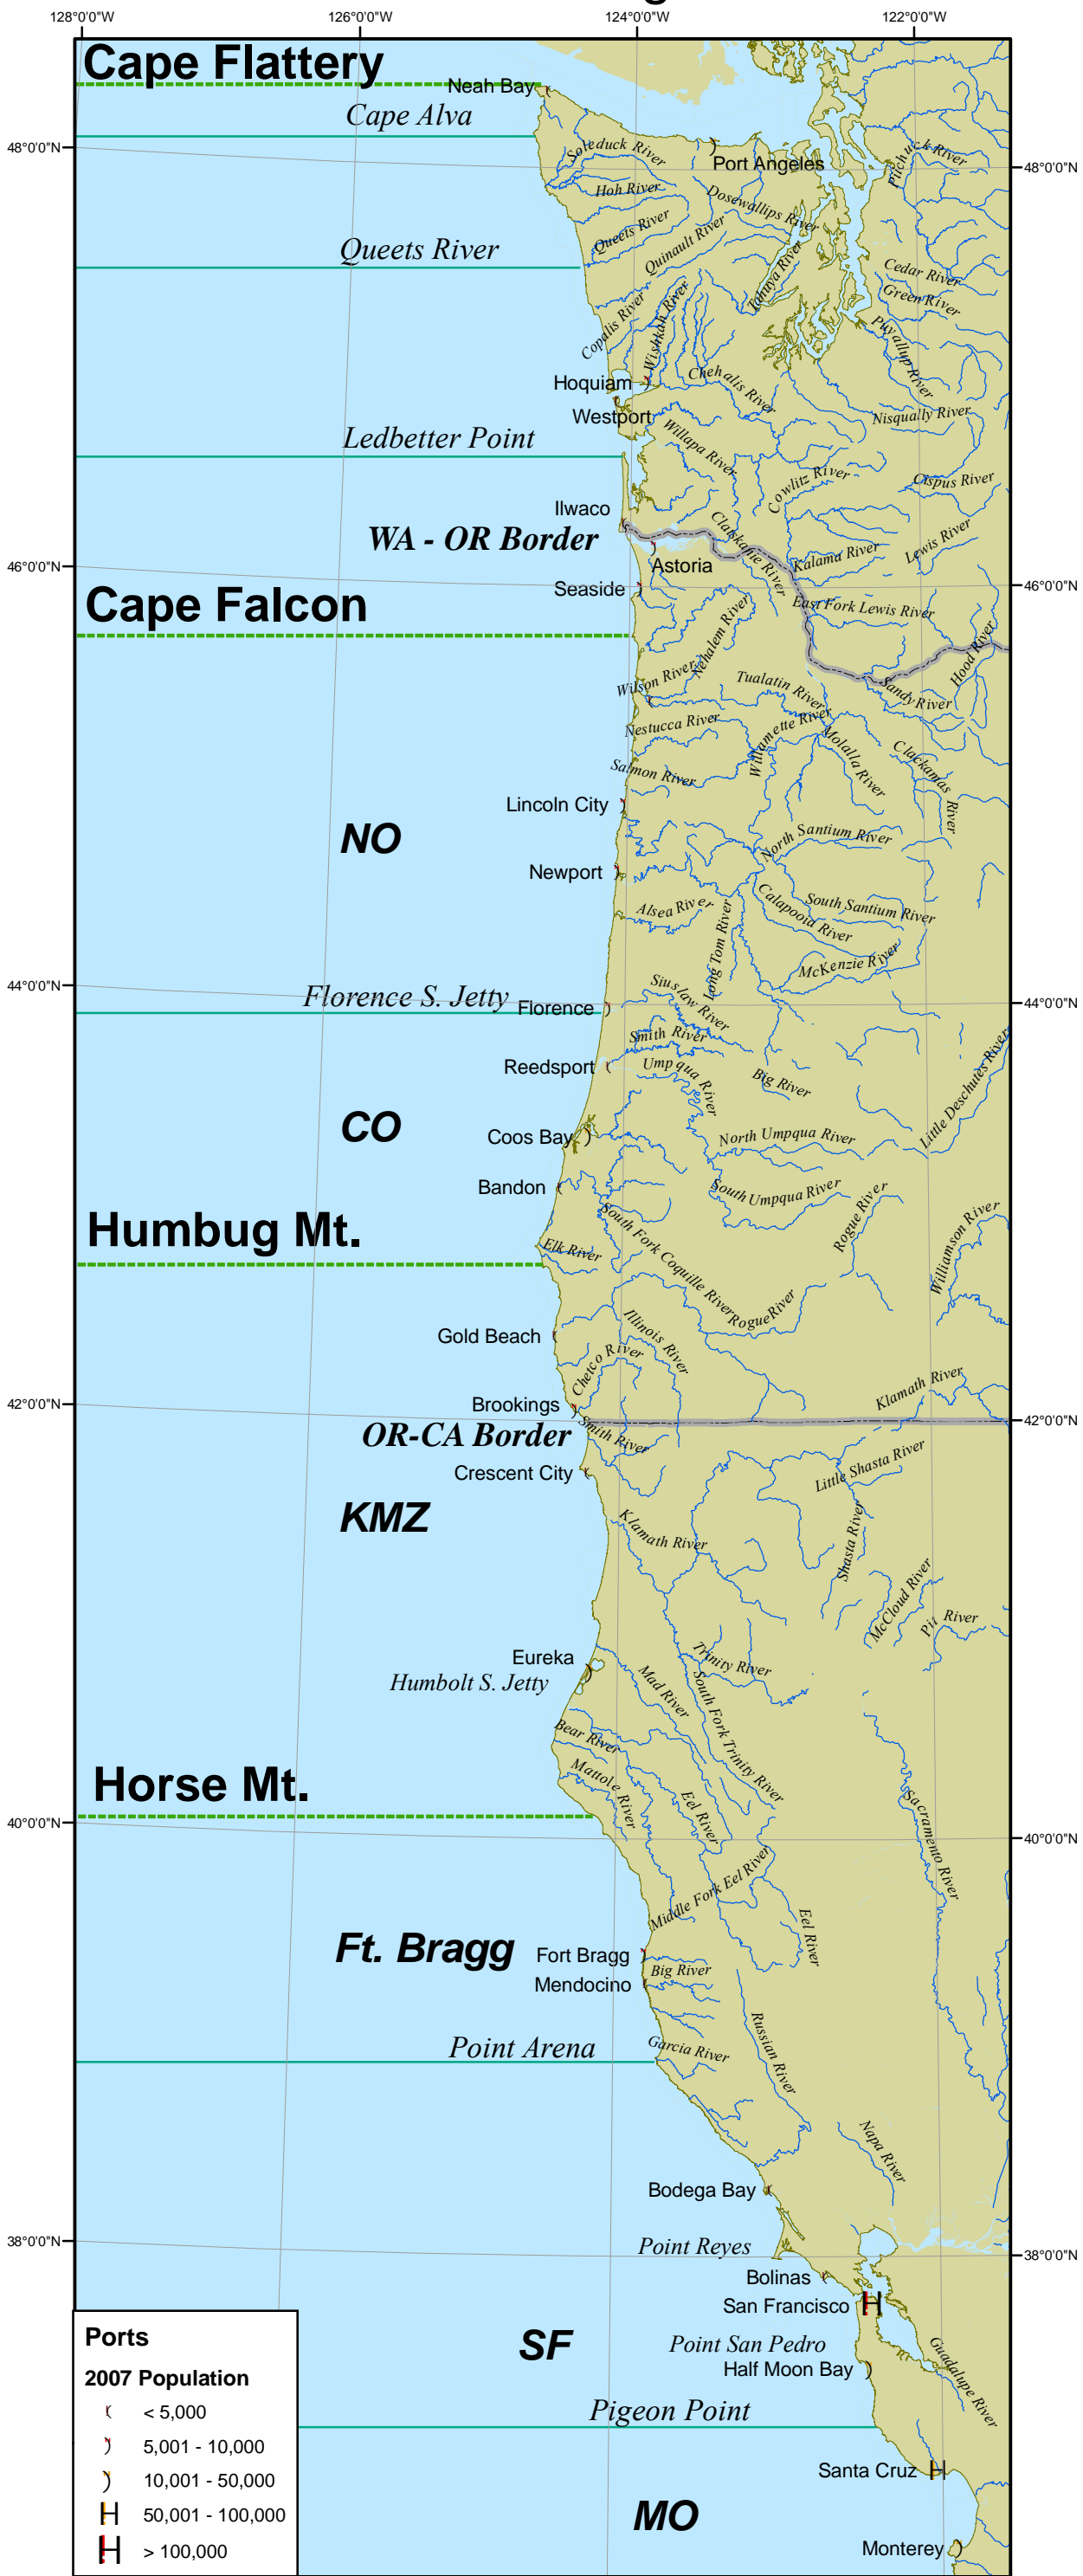 128°0'0"W 126°0'0"W 124°0'0"W 122°0'0"W
Cape Flattery
Neah Bay
Cape Alva
48°0'0"N
Soleduck River
Port Angeles
Pilchuck River
48°0'0"N
Hoh River
Dosewallips River
Queets River
Quinault River
Queets River
Tahuya River
Cedar River
Green River
Copalis River
Wishkah River
Puyallup River
Hoquiam
Chehalis River
Westport
Nisqually River
Ledbetter Point
Willapa River
Cowlitz River
Cispus River
Ilwaco
WA - OR Border
Clatskanie River
Lewis River
Astoria
Kalama River
46°0'0"N
46°0'0"N
Seaside
Cape Falcon
East Fork Lewis River
Nehalem River
Hood River
Wilson River
Tualatin River
Sandy River
Nestucca River
Willamette River
Molalla River
Clackamas River
Salmon River
Lincoln City
NO
North Santium River
Newport
Alsea River
Calapooia River
South Santium River
Long Tom River
McKenzie River
44°0'0"N
Florence S. Jetty
Florence
Siuslaw River
44°0'0"N
Smith River
Reedsport
Umpqua River
Big River
Little Deschutes River
CO
Coos Bay
North Umpqua River
Bandon
South Umpqua River
Humbug Mt.
South Fork Coquille River
Rogue River
Williamson River
Elk River
Rogue River
Gold Beach
Illinois River
Chetco River
Klamath River
42°0'0"N
Brookings
42°0'0"N
OR-CA Border
Smith River
Crescent City
Little Shasta River
KMZ
Klamath River
Shasta River
McCloud River
Pit River
Eureka
Trinity River
Humbolt S. Jetty
Mad River
South Fork Trinity River
Bear River
Horse Mt.
Mattole River
Eel River
Sacramento River
40°0'0"N
40°0'0"N
Middle Fork Eel River
Eel River
Ft. Bragg
Fort Bragg
Big River
Mendocino
Russian River
Point Arena
Garcia River
Napa River
Bodega Bay
38°0'0"N
Point Reyes
38°0'0"N
Bolinas
San Francisco
SF
Point San Pedro
Half Moon Bay
Guadalupe River
Pigeon Point
Santa Cruz
MO
Monterey
Ports
2007 Population
< 5,000
5,001 - 10,000
10,001 - 50,000
50,001 - 100,000
> 100,000